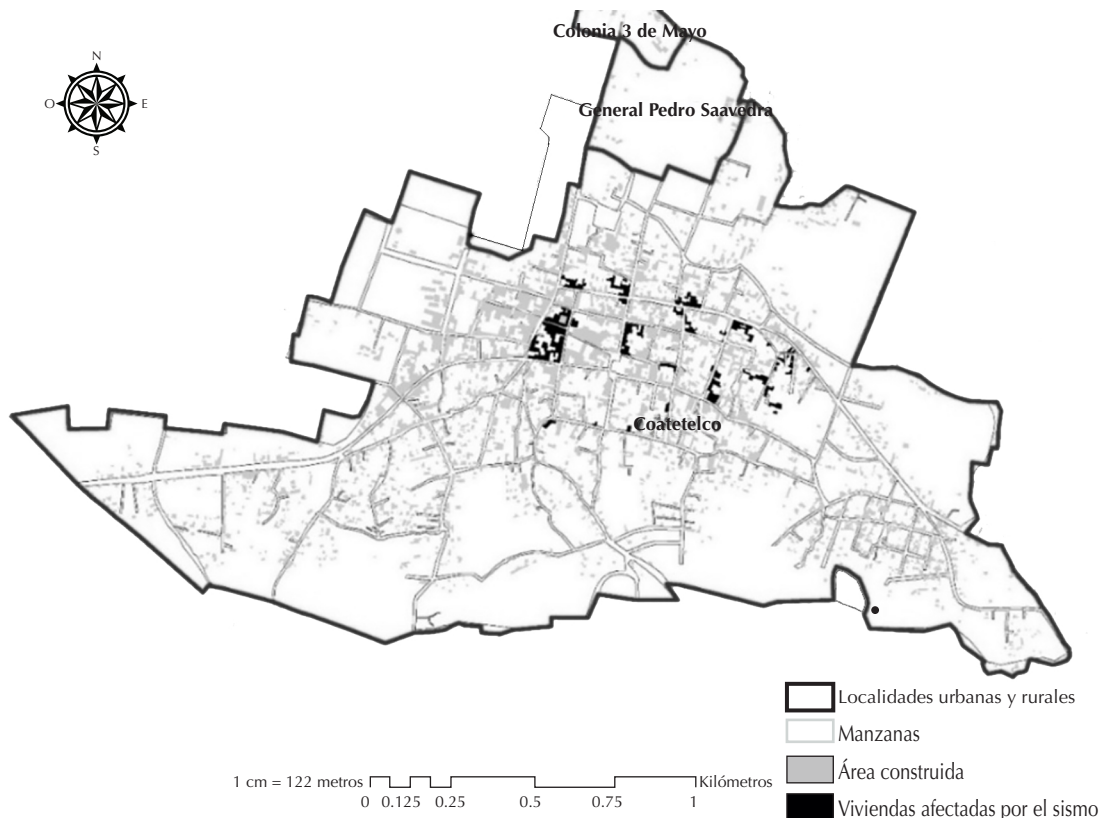 Colonia 3 de Mayo
N
O E
S
General Pedro Saavedra
Coatetelco
Localidades urbanas y rurales
Manzanas
Área construida
Viviendas afectadas por el sismo
1 cm = 122 metros Kilómetros
0 0.125 0.25 0.5 0.75 1